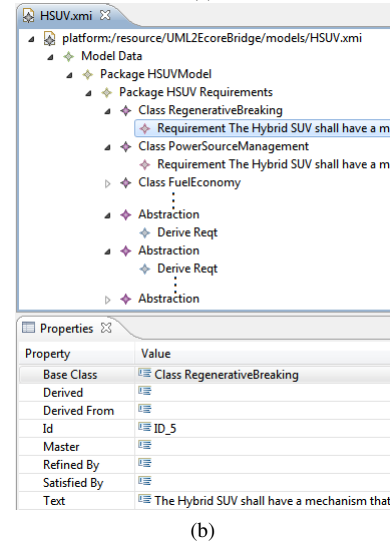 HSUV.xmi
platform:/resource/UML2EcoreBridge/models/HSUV.xmi
Model Data
Package HSUVModel
Package HSUV Requirements
Class RegenerativeBreaking
Requirement The Hybrid SUV shall have a m
Class PowerSourceManagement
Requirement The Hybrid SUV shall have a m
Class FuelEconomy
Abstraction
Derive Reqt
Abstraction
Derive Reqt
Abstraction
Properties
Property Value
Base Class Class RegenerativeBreaking
Derived
Derived From
Id ID_5
Master
Refined By
Satisfied By
Text The Hybrid SUV shall have a mechanism that
(b)